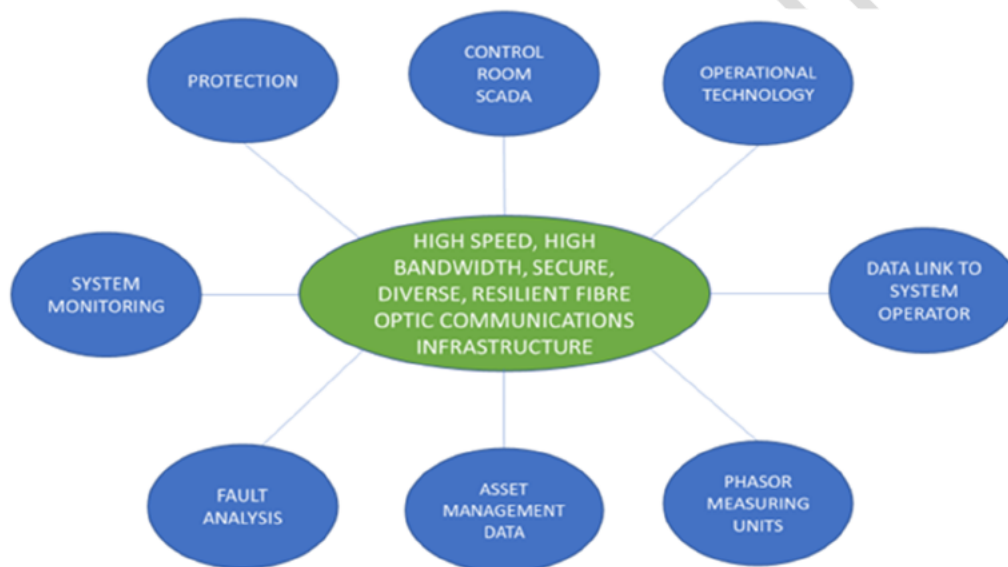 PROTECTION
CONTROL
ROOM
SCADA
OPERATIONAL
TECHNOLOGY
SYSTEM
MONITORING
HIGH SPEED, HIGH
BANDWIDTH, SECURE,
DIVERSE, RESILIENT FIBRE
OPTIC COMMUNICATIONS
INFRASTRUCTURE
DATA LINK TO
SYSTEM
OPERATOR
FAULT
ANALYSIS
ASSET
MANAGEMENT
DATA
PHASOR
MEASURING
UNITS